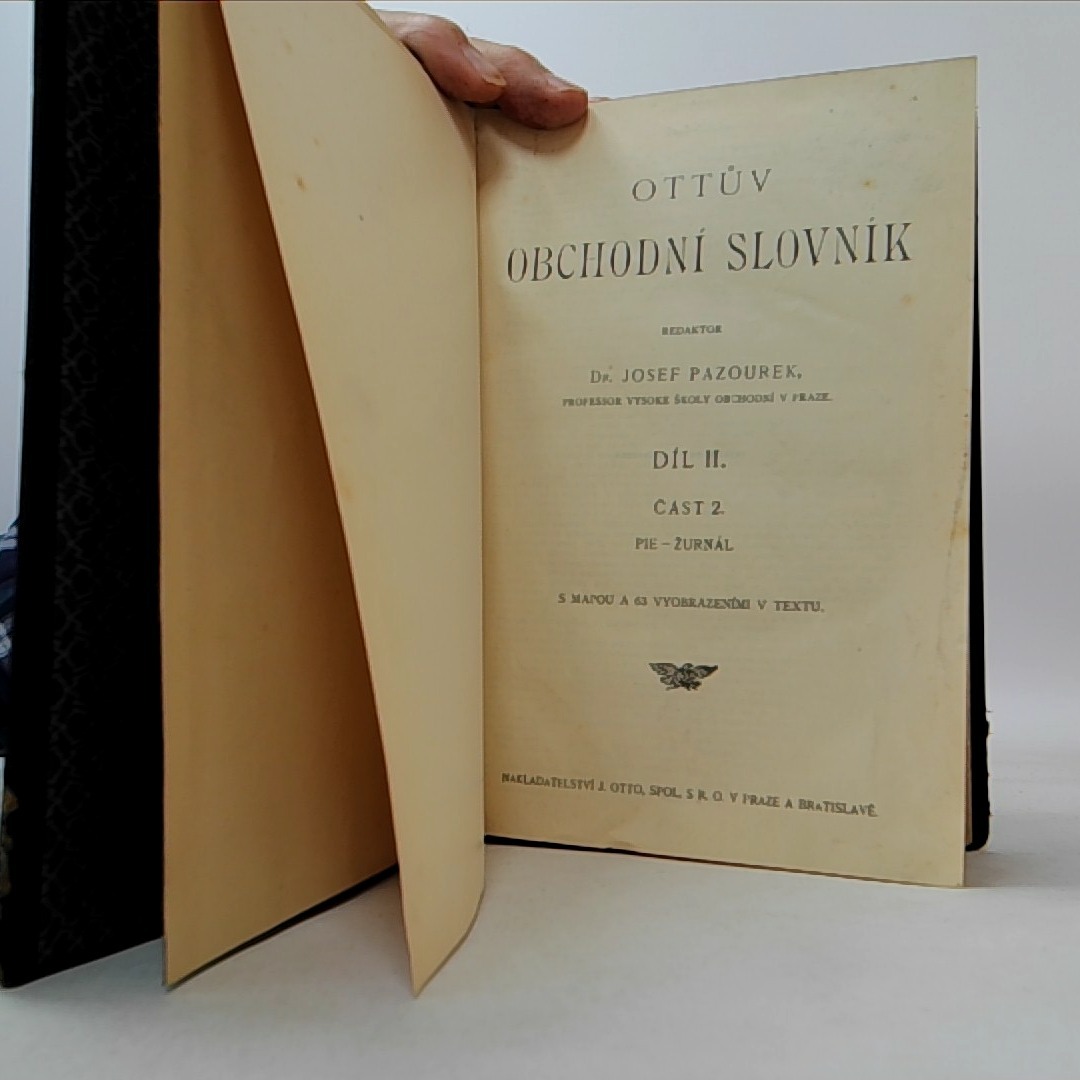 OTTŮV
OBCHODNÍ SLOVNÍK
REDAKTOR
DR. JOSEF PAZOUREK,
PROFESSOR VYSOKÉ ŠKOLY OBCHODNÍ V PRAZE.
DÍL II.
ČÁST 2.
PIE – ŽURNÁL
S MAPOU A 63 VYOBRAZENÍMI V TEXTU.
NAKLADATELSTVÍ J. OTTO, SPOL. S R. O. V PRAZE A BRATISLAVĚ.